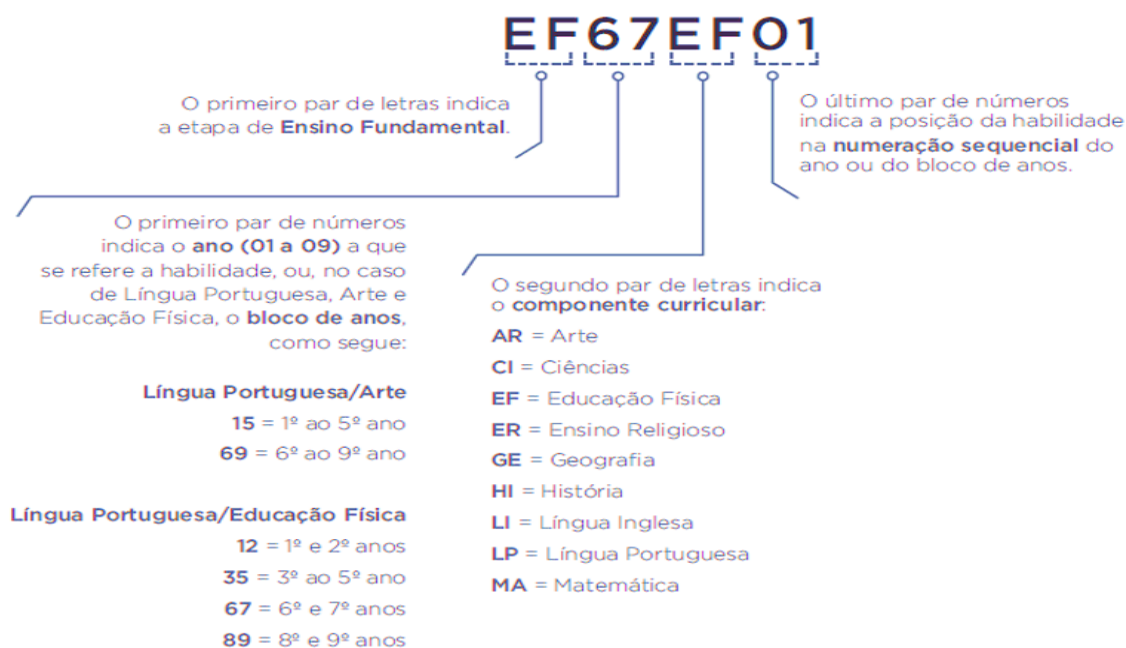 EF67EF01
O primeiro par de letras indica
a etapa de Ensino Fundamental.
O último par de números
indica a posição da habilidade
na numeração sequencial do
ano ou do bloco de anos.
O primeiro par de números
indica o ano (01 a 09) a que
se refere a habilidade, ou, no caso
de Língua Portuguesa, Arte e
Educação Física, o bloco de anos,
como segue:
Língua Portuguesa/Arte
15 = 1º ao 5º ano
69 = 6º ao 9º ano
Língua Portuguesa/Educação Física
12 = 1º e 2º anos
35 = 3º ao 5º ano
67 = 6º e 7º anos
89 = 8º e 9º anos
O segundo par de letras indica
o componente curricular:
AR = Arte
CI = Ciências
EF = Educação Física
ER = Ensino Religioso
GE = Geografia
HI = História
LI = Língua Inglesa
LP = Língua Portuguesa
MA = Matemática